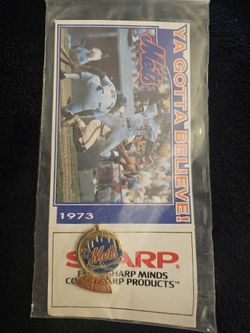 YA GOTTA BELIEVE!
Mets
1973
SHARP
FROM SHARP MINDS
COME SHARP PRODUCTS™
Mets